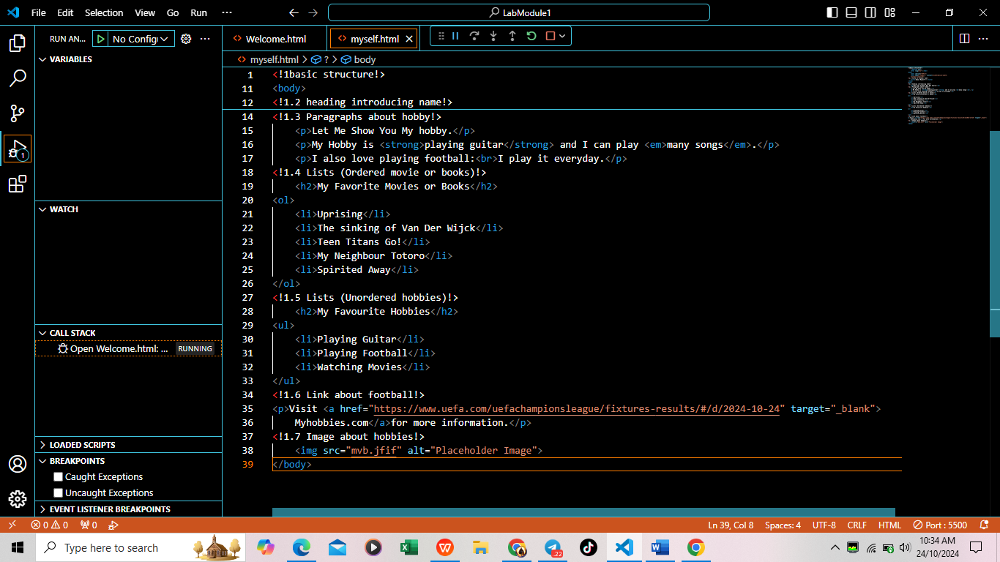 File Edit Selection View Go Run ··· LabModule1
RUN AN... No Config
Welcome.html
myself.html
myself.html > ? > body
VARIABLES
WATCH
CALL STACK
Open Welcome.html: ... RUNNING
LOADED SCRIPTS
BREAKPOINTS
Caught Exceptions
Uncaught Exceptions
EVENT LISTENER BREAKPOINTS
1 <!1basic structure!>
11 <body>
12 <!1.2 heading introducing name!>
14 <!1.3 Paragraphs about hobby!>
15 <p>Let Me Show You My hobby.</p>
16 <p>My Hobby is <strong>playing guitar</strong> and I can play <em>many songs</em>.</p>
17 <p>I also love playing football:<br>I play it everyday.</p>
18 <!1.4 Lists (Ordered movie or books)!>
19 <h2>My Favorite Movies or Books</h2>
20 <ol>
21 <li>Uprising</li>
22 <li>The sinking of Van Der Wijck</li>
23 <li>Teen Titans Go!</li>
24 <li>My Neighbour Totoro</li>
25 <li>Spirited Away</li>
26 </ol>
27 <!1.5 Lists (Unordered hobbies)!>
28 <h2>My Favourite Hobbies</h2>
29 <ul>
30 <li>Playing Guitar</li>
31 <li>Playing Football</li>
32 <li>Watching Movies</li>
33 </ul>
34 <!1.6 Link about football!>
35 <p>Visit <a href="https://www.uefa.com/uefachampionsleague/fixtures-results/#/d/2024-10-24" target="_blank">
36 Myhobbies.com</a>for more information.</p>
37 <!1.7 Image about hobbies!>
38 <img src="mvb.jfif" alt="Placeholder Image">
39 </body>
0 0 0 Ln 39, Col 8 Spaces: 4 UTF-8 CRLF HTML Port : 5500
Type here to search
22
10:34 AM
24/10/2024